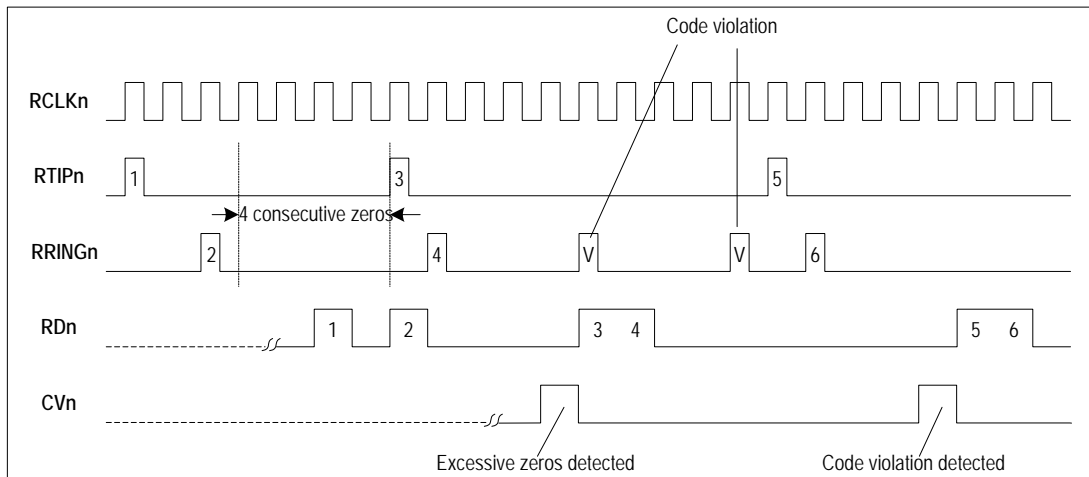 Code violation
RCLKn
RTIPn 1 3 5
4 consecutive zeros
RRINGn 2 4 V V 6
RDn 1 2 3 4 5 6
CVn
Excessive zeros detected Code violation detected